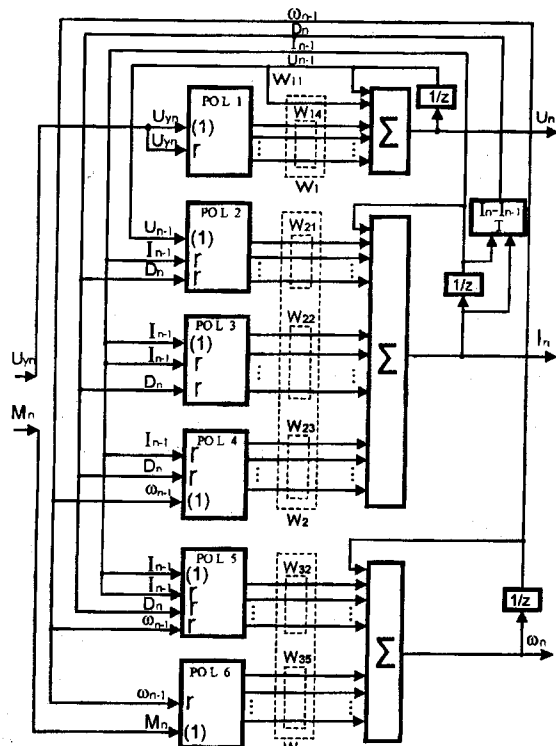 ωn-1
Dn
In-1
Un-1
W11
POL 1
Uyn
(1)
Uyn
r
W14
W1
Σ
1/z
Un
POL 2
Un-1
(1)
In-1
r
Dn
r
W21
In-In-1
T
1/z
POL 3
In-1
(1)
In-1
r
Dn
r
W22
Σ
In
Uyn
Mn
POL 4
In-1
r
Dn
r
ωn-1
(1)
W23
W2
POL 5
In-1
(1)
In-1
r
Dn
r
ωn-1
r
W32
1/z
Σ
ωn
POL 6
ωn-1
r
Mn
(1)
W35